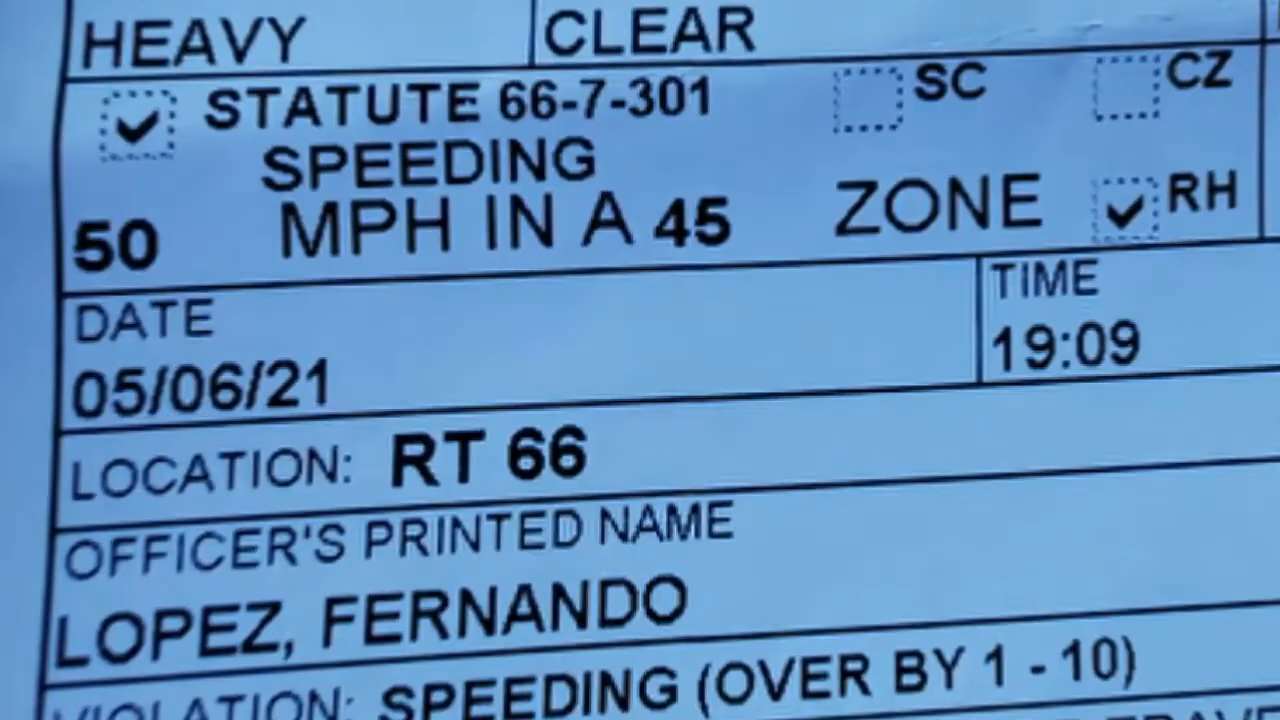 HEAVY CLEAR
STATUTE 66-7-301 SC CZ
SPEEDING
50 MPH IN A 45 ZONE RH
DATE TIME
05/06/21 19:09
LOCATION: RT 66
OFFICER'S PRINTED NAME
LOPEZ, FERNANDO
VIOLATION: SPEEDING (OVER BY 1 - 10)